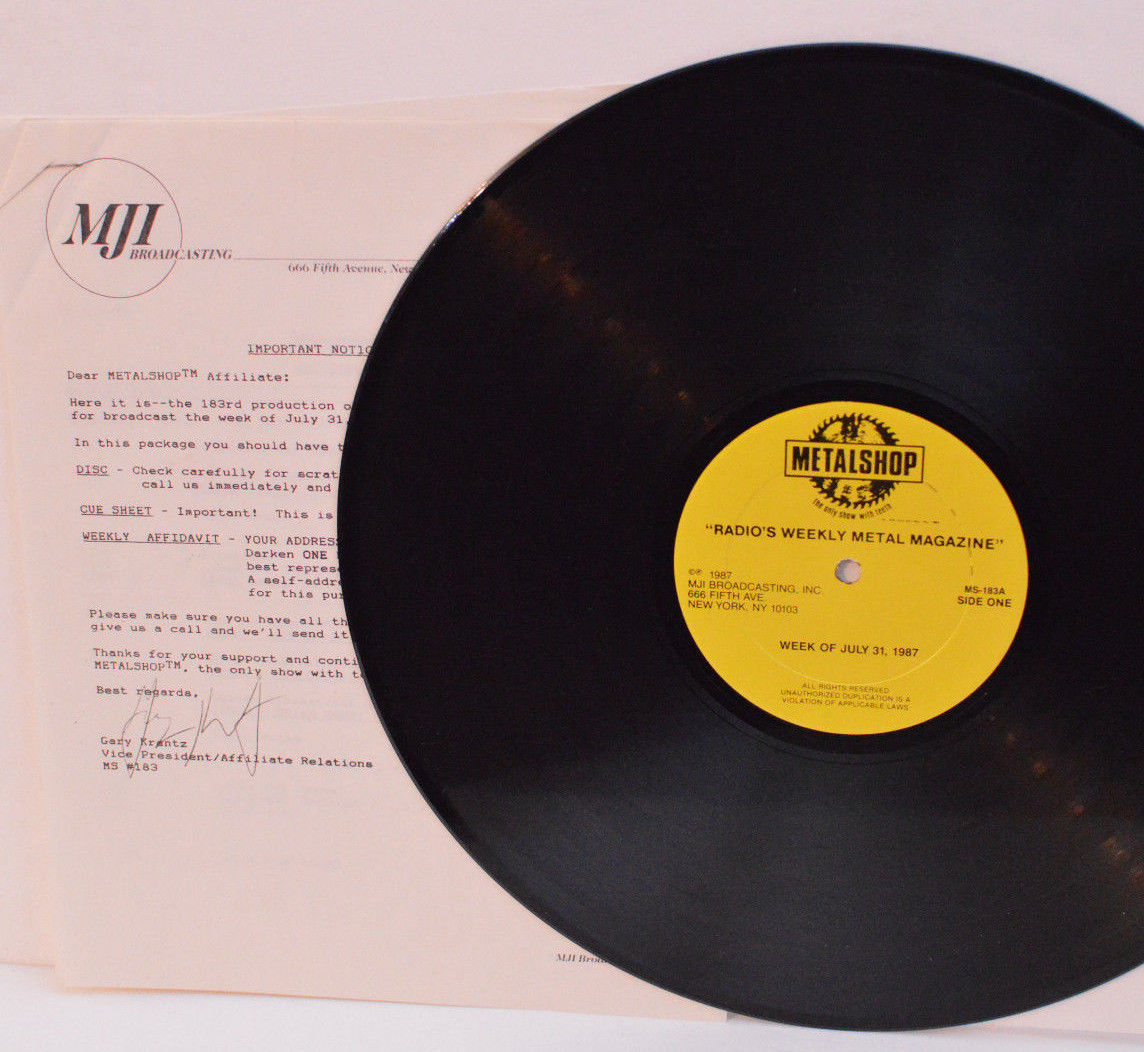 MJI
BROADCASTING
666 Fifth Avenue, New
IMPORTANT NOTIC
Dear METALSHOP™ Affiliate:
Here it is--the 183rd production o
for broadcast the week of July 31,
In this package you should have t
DISC - Check carefully for scrat
call us immediately and
CUE SHEET - Important! This is
WEEKLY AFFIDAVIT - YOUR ADDRESS
Darken ONE
best repres
A self-addre
for this pur
Please make sure you have all th
give us a call and we'll send it
Thanks for your support and conti
METALSHOP™, the only show with te
Best regards,
Gary Krantz
Vice President/Affiliate Relations
MS #183
MJI Broa
METALSHOP
the only show with teeth
"RADIO'S WEEKLY METAL MAGAZINE"
©℗ 1987
MJI BROADCASTING, INC
666 FIFTH AVE.
NEW YORK, NY 10103
MS-183A
SIDE ONE
WEEK OF JULY 31, 1987
ALL RIGHTS RESERVED
UNAUTHORIZED DUPLICATION IS A
VIOLATION OF APPLICABLE LAWS